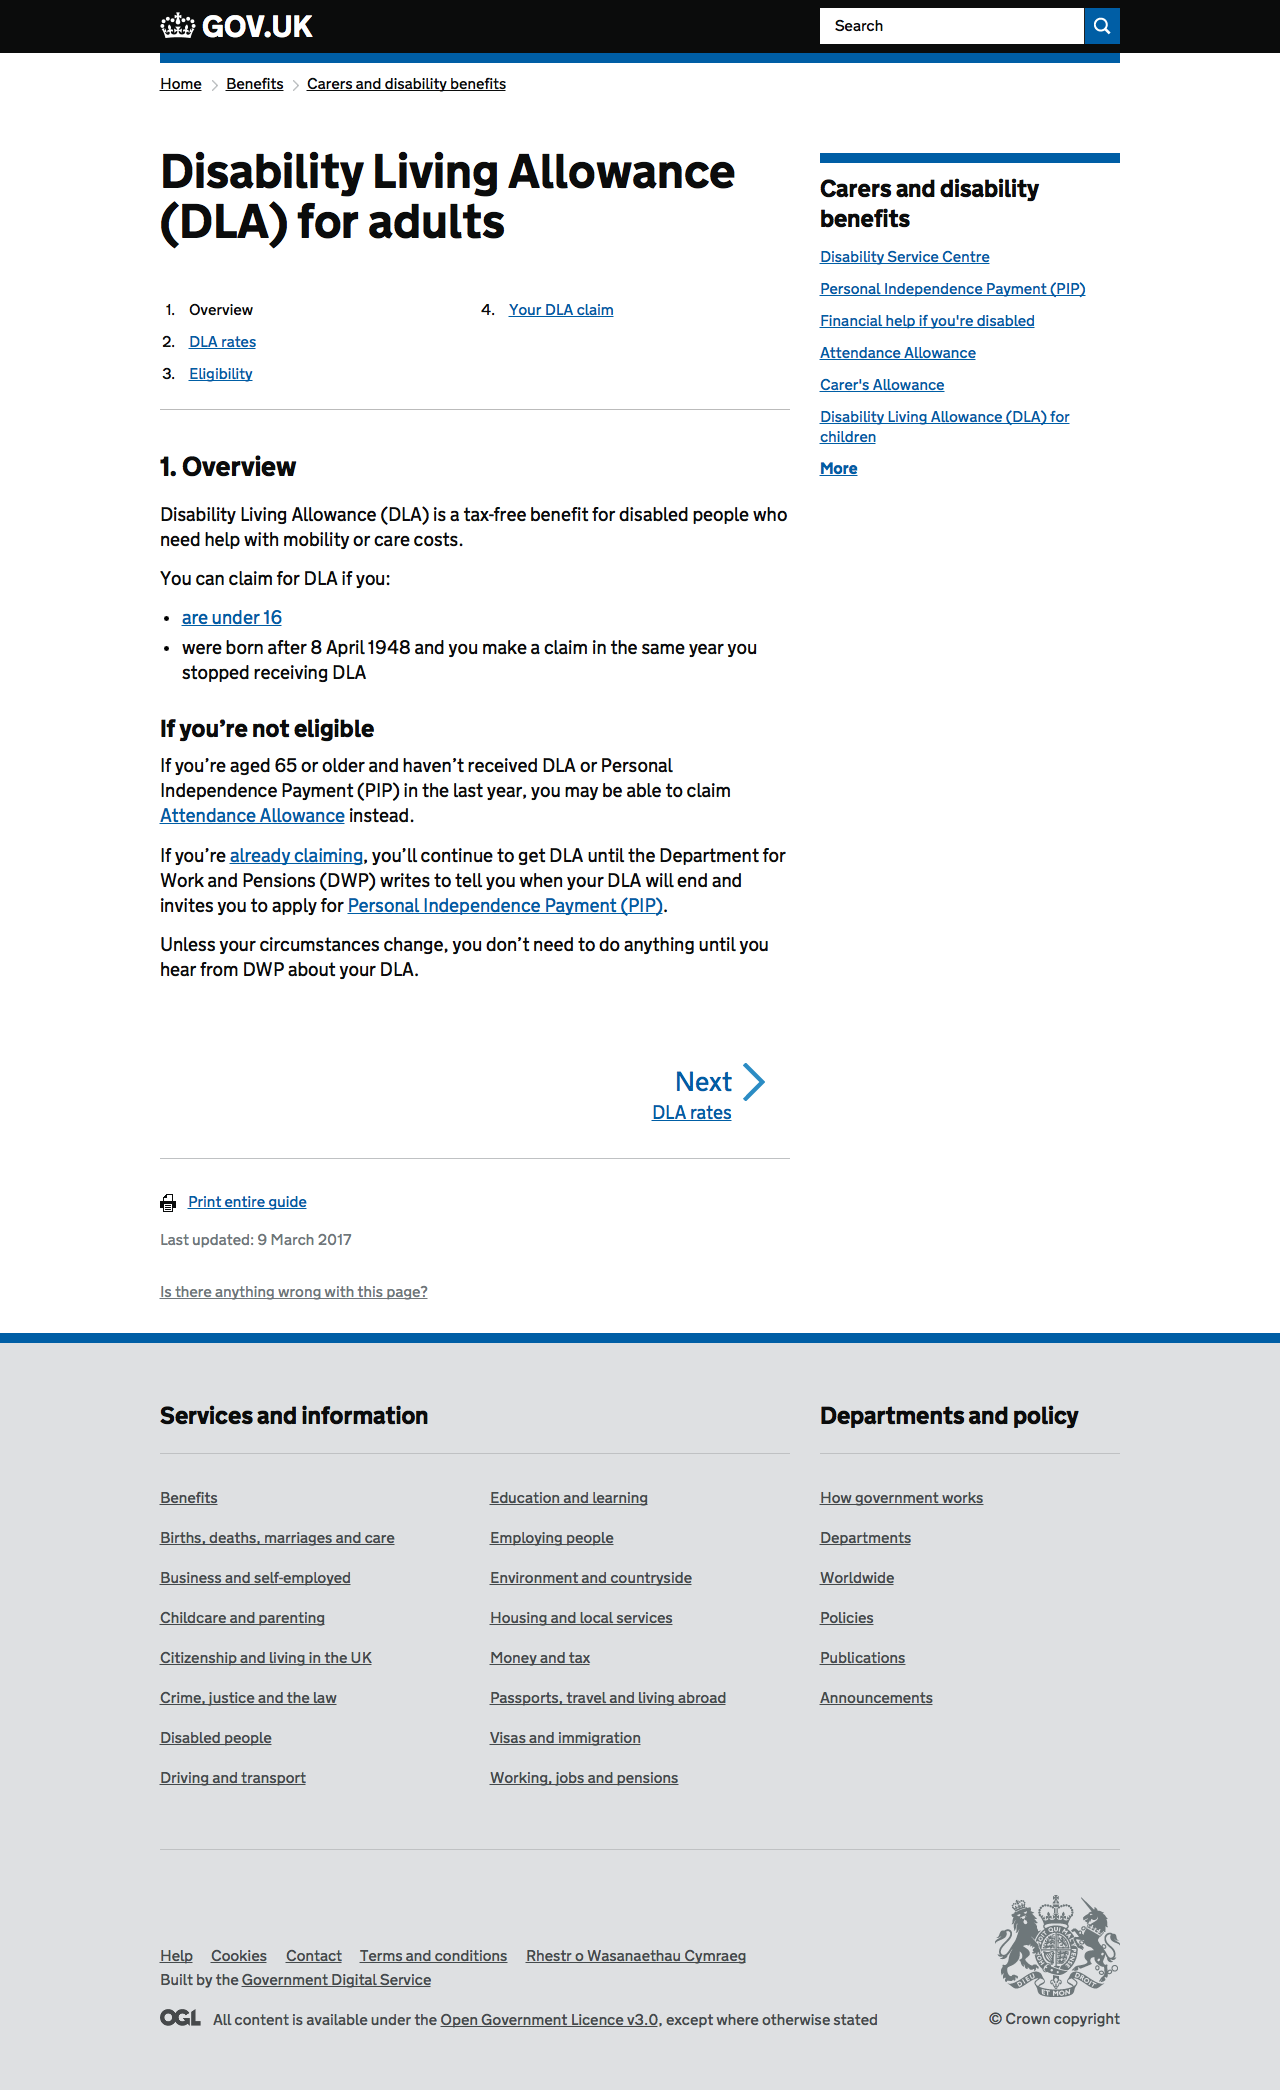 GOV.UK
Search
Home
Benefits
Carers and disability benefits
Disability Living Allowance
(DLA) for adults
1. Overview
2. DLA rates
3. Eligibility
4. Your DLA claim
1. Overview
Disability Living Allowance (DLA) is a tax-free benefit for disabled people who
need help with mobility or care costs.
You can claim for DLA if you:
• are under 16
• were born after 8 April 1948 and you make a claim in the same year you
stopped receiving DLA
If you’re not eligible
If you’re aged 65 or older and haven’t received DLA or Personal
Independence Payment (PIP) in the last year, you may be able to claim
Attendance Allowance instead.
If you’re already claiming, you’ll continue to get DLA until the Department for
Work and Pensions (DWP) writes to tell you when your DLA will end and
invites you to apply for Personal Independence Payment (PIP).
Unless your circumstances change, you don’t need to do anything until you
hear from DWP about your DLA.
Next
DLA rates
Print entire guide
Last updated: 9 March 2017
Is there anything wrong with this page?
Carers and disability
benefits
Disability Service Centre
Personal Independence Payment (PIP)
Financial help if you're disabled
Attendance Allowance
Carer's Allowance
Disability Living Allowance (DLA) for
children
More
Services and information
Benefits
Births, deaths, marriages and care
Business and self-employed
Childcare and parenting
Citizenship and living in the UK
Crime, justice and the law
Disabled people
Driving and transport
Education and learning
Employing people
Environment and countryside
Housing and local services
Money and tax
Passports, travel and living abroad
Visas and immigration
Working, jobs and pensions
Departments and policy
How government works
Departments
Worldwide
Policies
Publications
Announcements
Help
Cookies
Contact
Terms and conditions
Rhestr o Wasanaethau Cymraeg
Built by the Government Digital Service
OGL
All content is available under the Open Government Licence v3.0, except where otherwise stated
DIEU ET MON DROIT
© Crown copyright